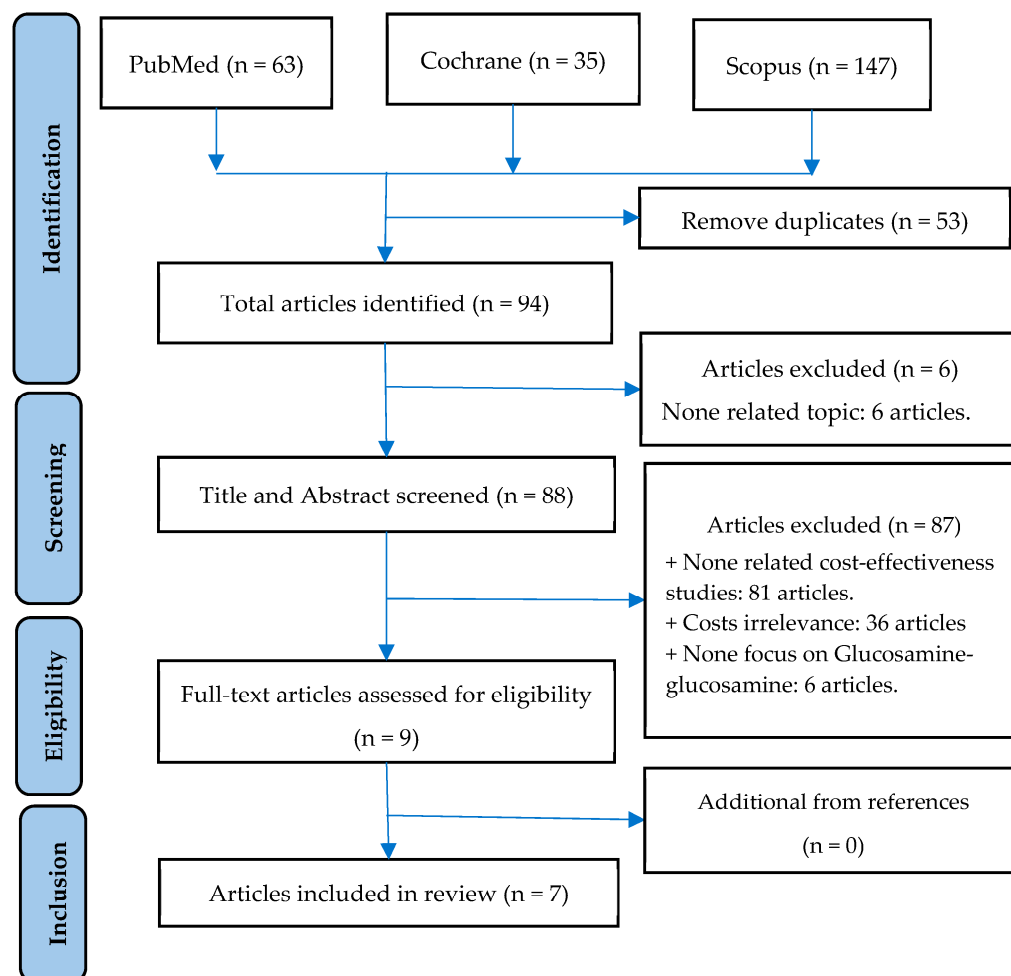 Identification
PubMed (n = 63)
Cochrane (n = 35)
Scopus (n = 147)
Remove duplicates (n = 53)
Total articles identified (n = 94)
Articles excluded (n = 6)
None related topic: 6 articles.
Screening
Title and Abstract screened (n = 88)
Articles excluded (n = 87)
+ None related cost-effectiveness
studies: 81 articles.
+ Costs irrelevance: 36 articles
+ None focus on Glucosamine-
glucosamine: 6 articles.
Eligibility
Full-text articles assessed for eligibility
(n = 9)
Additional from references
(n = 0)
Inclusion
Articles included in review (n = 7)